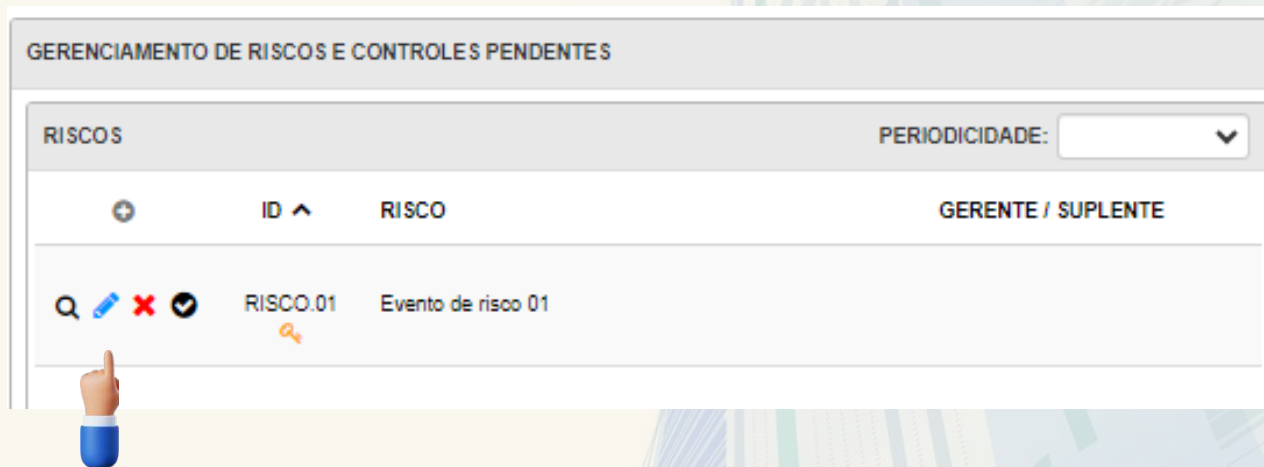 GERENCIAMENTO DE RISCOS E CONTROLES PENDENTES
RISCOS PERIODICIDADE:
ID RISCO GERENTE / SUPLENTE
RISCO.01 Evento de risco 01